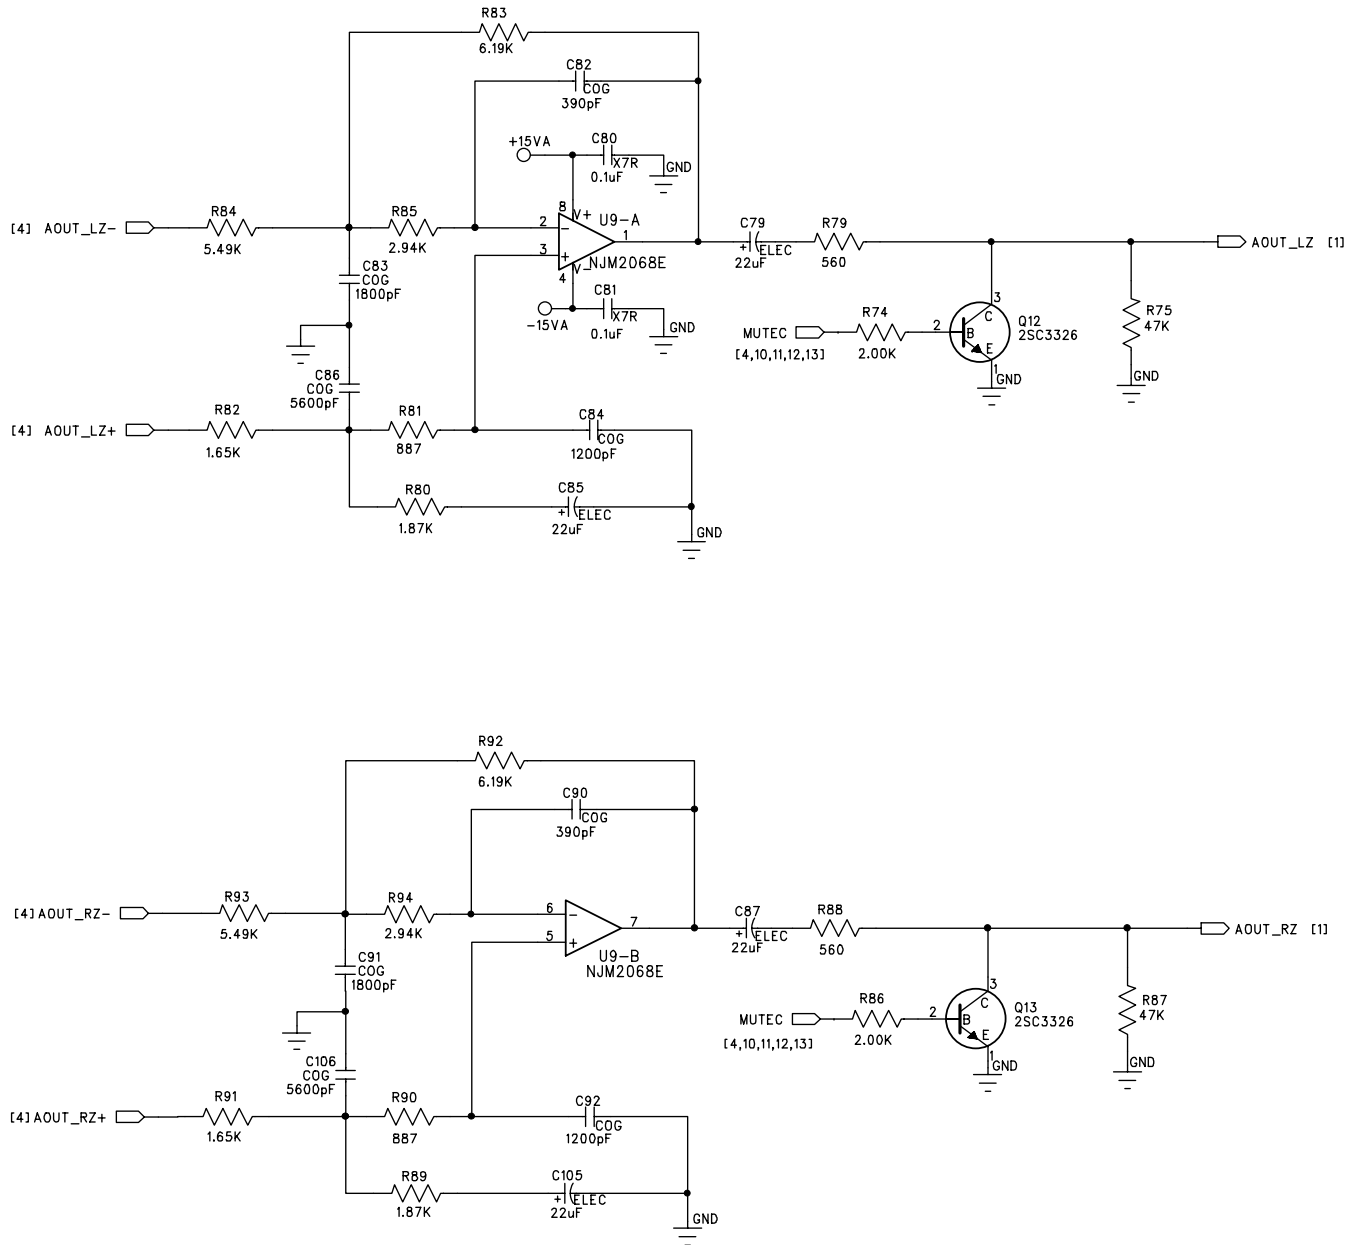 R83
6.19K
C82
COG
390pF
+15VA
C80
X7R
0.1uF
GND
[4] AOUT_LZ-
R84
5.49K
R85
2.94K
8
V+
U9-A
2
-
3
+
1
V-
4
NJM2068E
C83
COG
1800pF
C81
X7R
0.1uF
-15VA
GND
C79
+
ELEC
22uF
R79
560
AOUT_LZ [1]
MUTEC
[4,10,11,12,13]
R74
2.00K
2
B
3
C
E
1
GND
Q12
2SC3326
R75
47K
GND
C86
COG
5600pF
[4] AOUT_LZ+
R82
1.65K
R81
887
C84
COG
1200pF
R80
1.87K
C85
+
ELEC
22uF
GND
R92
6.19K
C90
COG
390pF
[4]AOUT_RZ-
R93
5.49K
R94
2.94K
6
-
5
+
7
U9-B
NJM2068E
C91
COG
1800pF
C87
+
ELEC
22uF
R88
560
AOUT_RZ [1]
MUTEC
[4,10,11,12,13]
R86
2.00K
2
B
3
C
E
1
GND
Q13
2SC3326
R87
47K
GND
C106
COG
5600pF
[4]AOUT_RZ+
R91
1.65K
R90
887
C92
COG
1200pF
R89
1.87K
C105
+
ELEC
22uF
GND